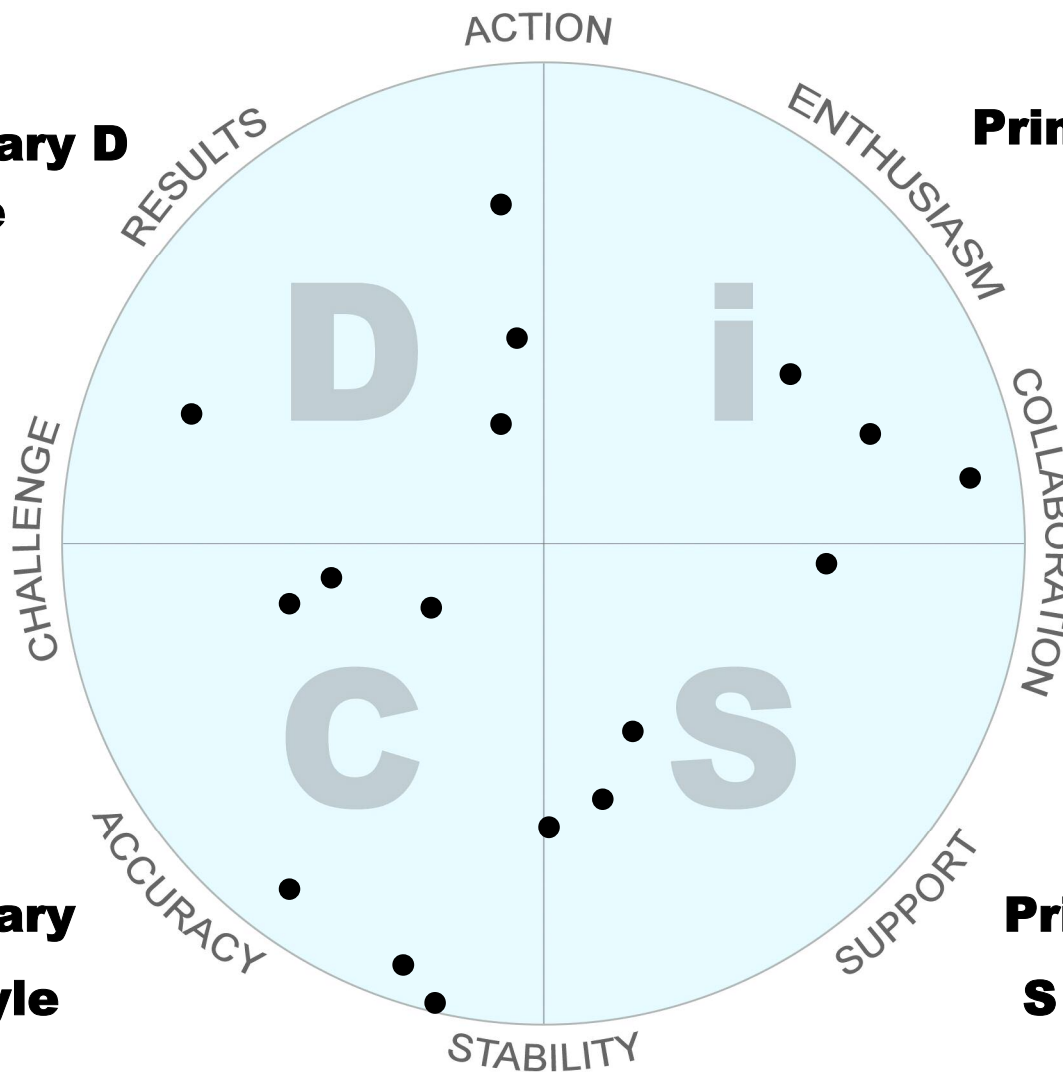 ACTION
ENTHUSIASM
RESULTS
ary D
e
Prin
D
i
COLLABORATION
CHALLENGE
C
S
ACCURACY
SUPPORT
ary
yle
Pri
S
STABILITY